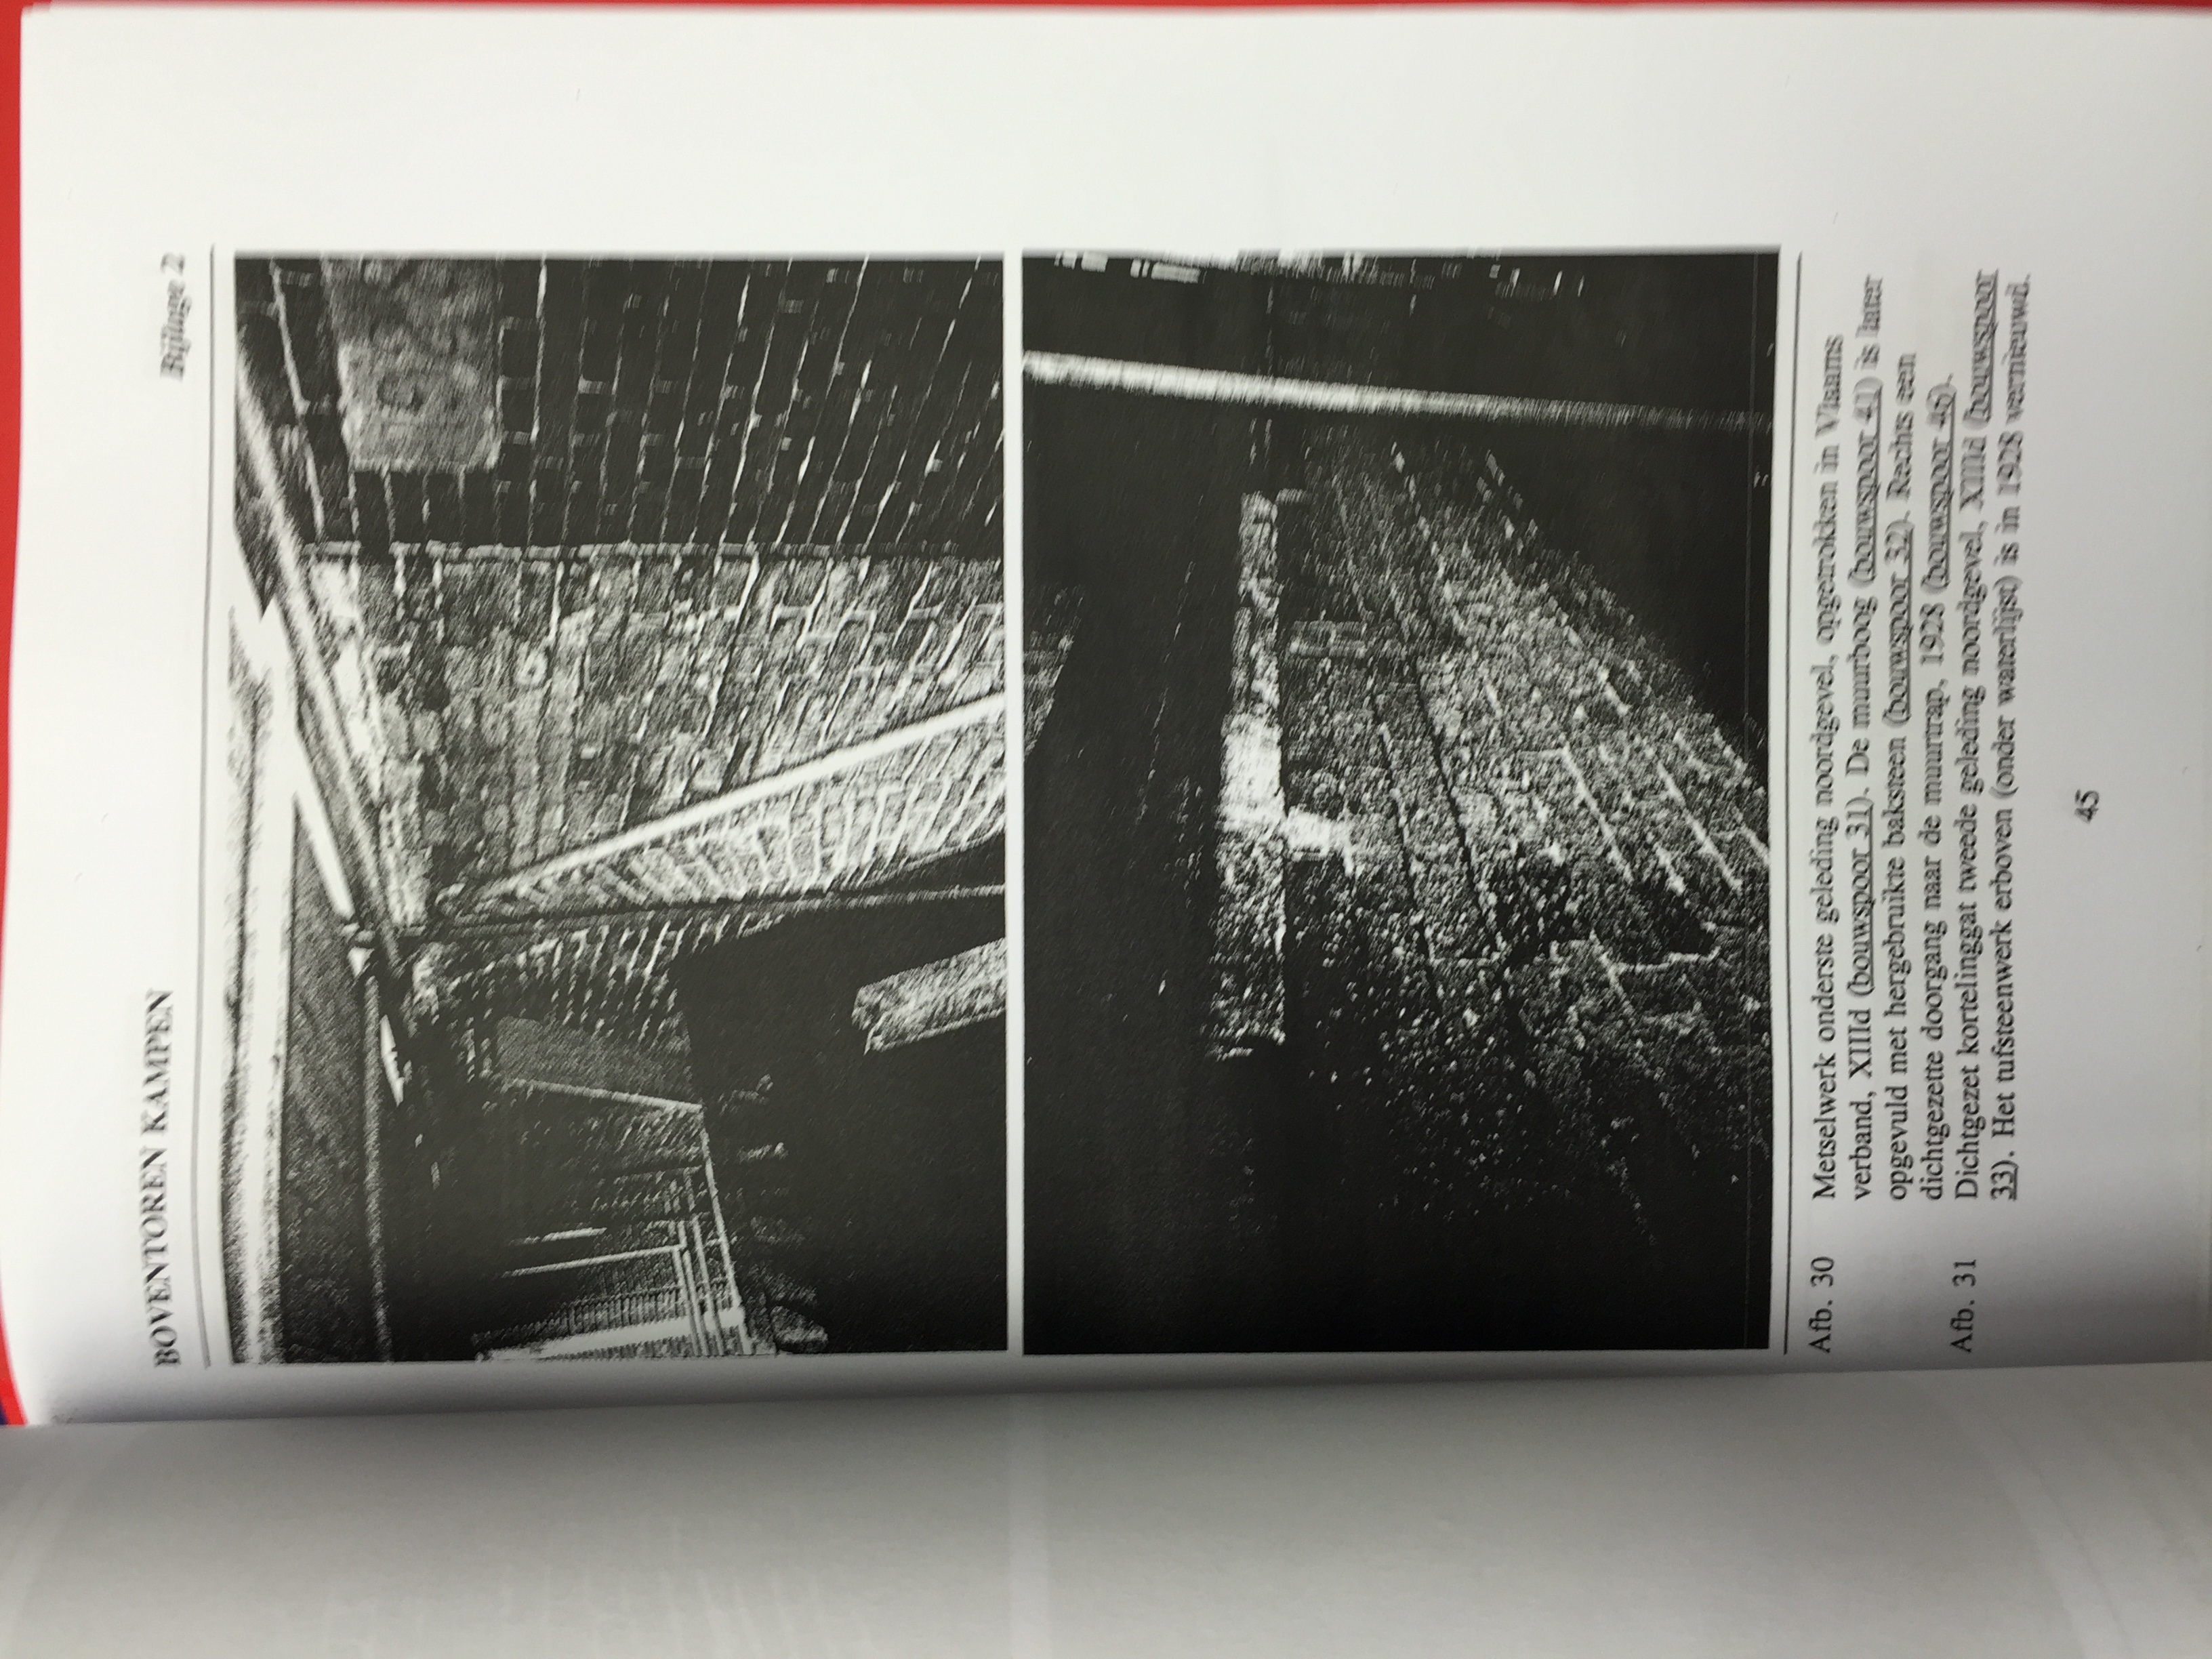 BOVENTOREN KAMPEN
Bijlage 2
Afb. 30 Metselwerk onderste geleding noordgevel, opgetrokken in Vlaams
verband, XIIId (bouwspoor 31). De muurboog (bouwspoor 41) is later
opgevuld met hergebruikte baksteen (bouwspoor 32). Rechts een
dichtgezette doorgang naar de muurtrap, 1928 (bouwspoor 46).
Afb. 31 Dichtgezet kortelinggat tweede geleding noordgevel, XIIId (bouwspoor
33). Het tufsteenwerk erboven (onder waterlijst) is in 1928 vernieuwd.
45